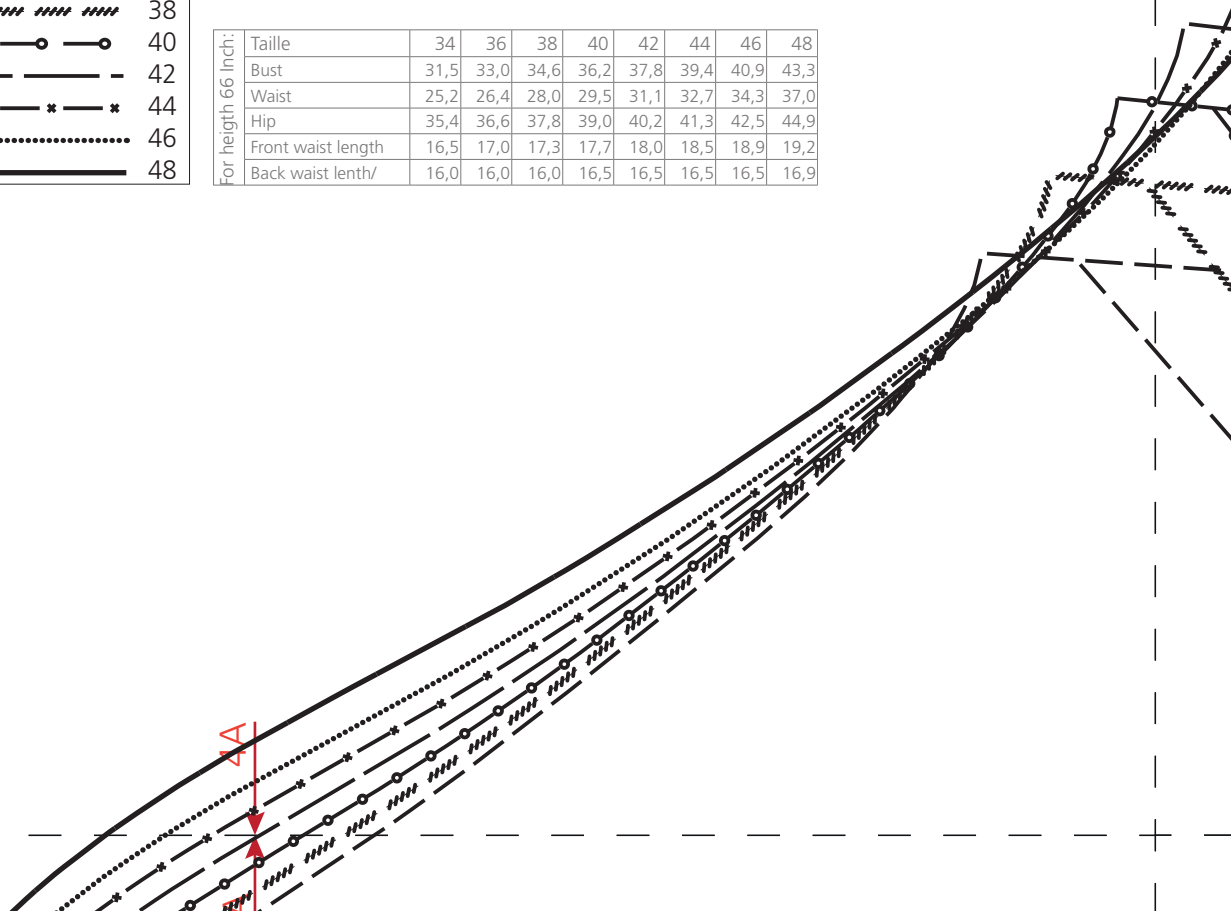 38
40
42
44
46
48
For heigth 66 Inch:
Taille 34 36 38 40 42 44 46 48
Bust 31,5 33,0 34,6 36,2 37,8 39,4 40,9 43,3
Waist 25,2 26,4 28,0 29,5 31,1 32,7 34,3 37,0
Hip 35,4 36,6 37,8 39,0 40,2 41,3 42,5 44,9
Front waist length 16,5 17,0 17,3 17,7 18,0 18,5 18,9 19,2
Back waist lenth/ 16,0 16,0 16,0 16,5 16,5 16,5 16,5 16,9
4A